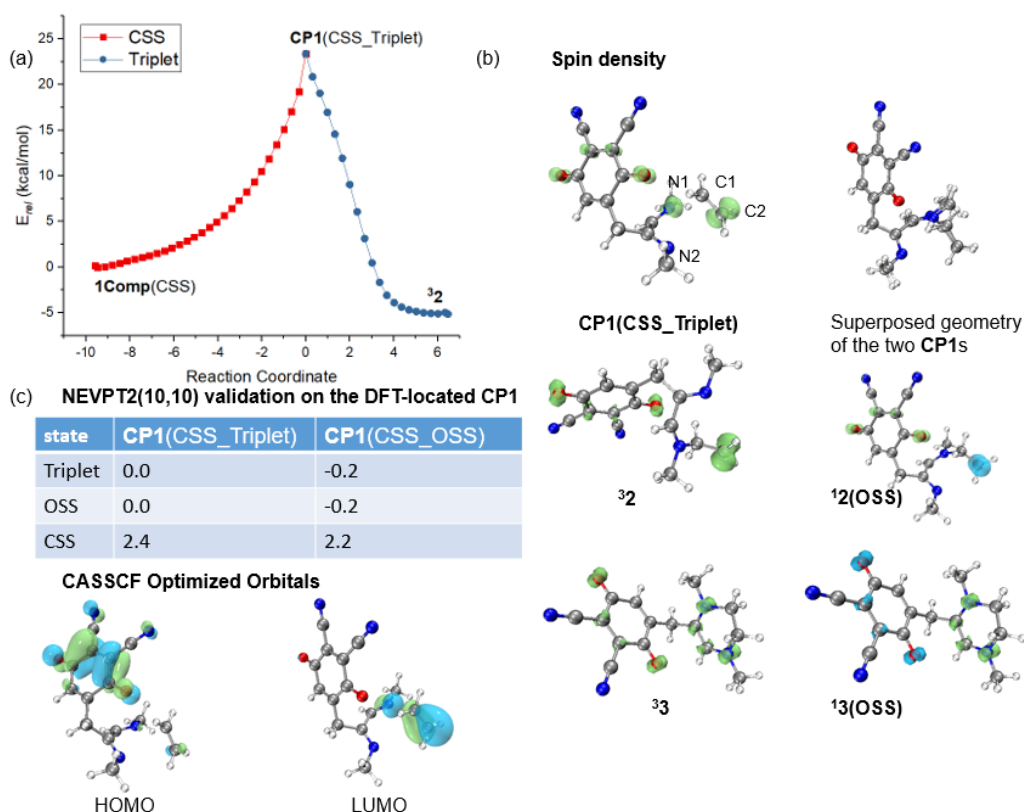 (a)
CSS
Triplet
CP1(CSS_Triplet)
25
20
15
10
5
0
-5
E_rel (kcal/mol)
1Comp(CSS)
³2
-10 -8 -6 -4 -2 0 2 4 6
Reaction Coordinate
(b)
Spin density
N1
C1
C2
N2
CP1(CSS_Triplet)
Superposed geometry
of the two CP1s
³2
¹2(OSS)
³3
¹3(OSS)
(c)
NEVPT2(10,10) validation on the DFT-located CP1
state CP1(CSS_Triplet) CP1(CSS_OSS)
Triplet 0.0 -0.2
OSS 0.0 -0.2
CSS 2.4 2.2
CASSCF Optimized Orbitals
HOMO
LUMO